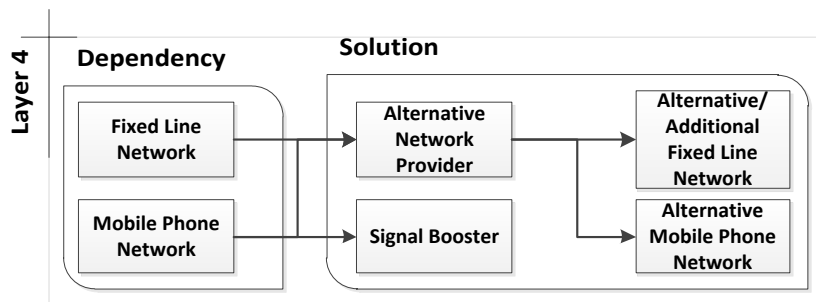 Layer 4
Dependency
Solution
Fixed Line
Network
Mobile Phone
Network
Alternative
Network
Provider
Signal Booster
Alternative/
Additional
Fixed Line
Network
Alternative
Mobile Phone
Network